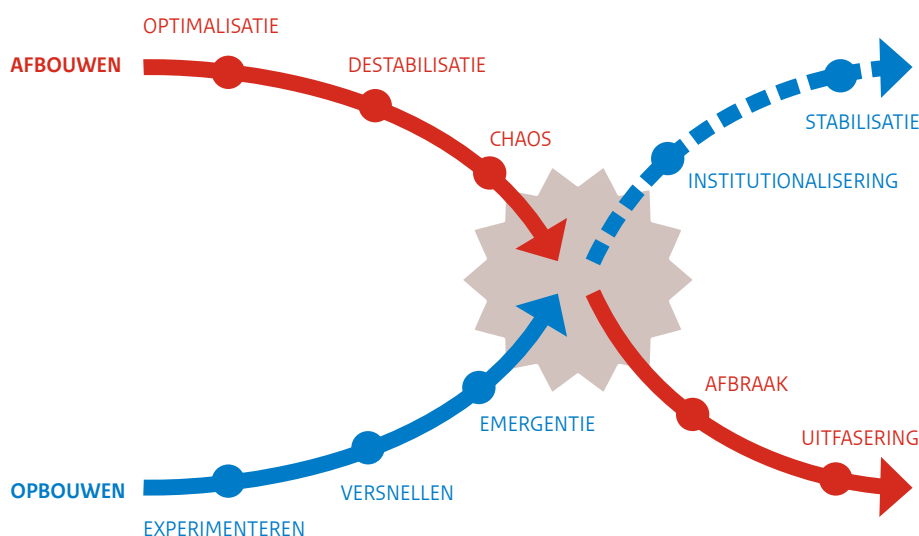 OPTIMALISATIE
AFBOUWEN
DESTABILISATIE
CHAOS
STABILISATIE
INSTITUTIONALISERING
AFBRAAK
EMERGENTIE
UITFASERING
OPBOUWEN
VERSNELLEN
EXPERIMENTEREN